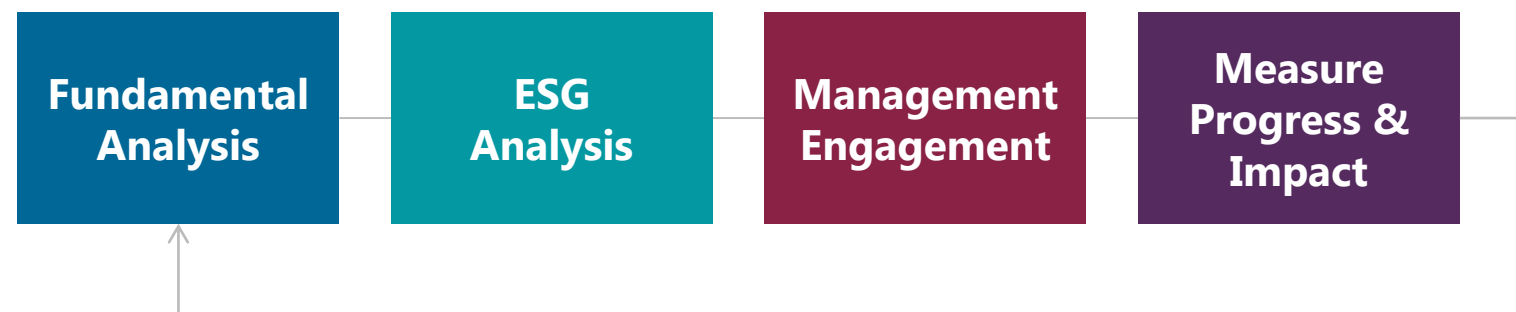 Fundamental
Analysis
ESG
Analysis
Management
Engagement
Measure
Progress &
Impact